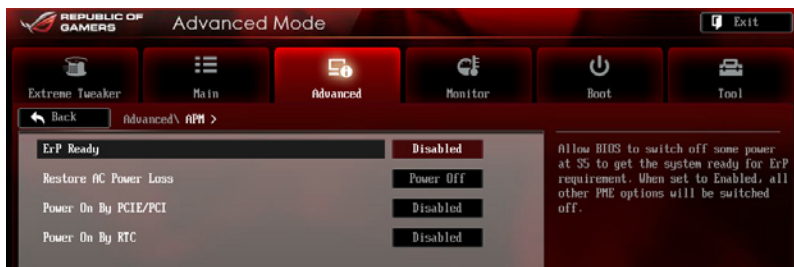 REPUBLIC OF
GAMERS
Advanced Mode
Exit
Extreme Tweaker
Main
Advanced
Monitor
Boot
Tool
Back
Advanced\ APM >
ErP Ready
Disabled
Restore AC Power Loss
Power Off
Power On By PCIE/PCI
Disabled
Power On By RTC
Disabled
Allow BIOS to switch off some power
at S5 to get the system ready for ErP
requirement. When set to Enabled, all
other PME options will be switched
off.